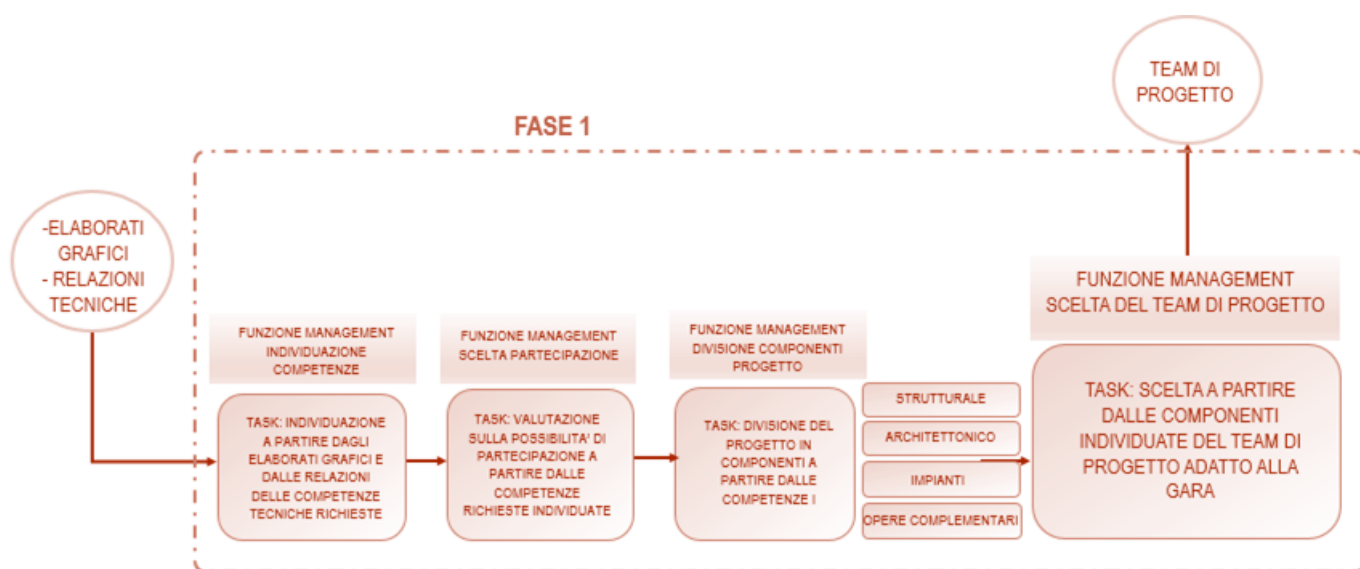 TEAM DI
PROGETTO
FASE 1
-ELABORATI
GRAFICI
- RELAZIONI
TECNICHE
FUNZIONE MANAGEMENT
INDIVIDUAZIONE
COMPETENZE
TASK: INDIVIDUAZIONE
A PARTIRE DAGLI
ELABORATI GRAFICI E
DALLE RELAZIONI
DELLE COMPETENZE
TECNICHE RICHIESTE
FUNZIONE MANAGEMENT
SCELTA PARTECIPAZIONE
TASK: VALUTAZIONE
SULLA POSSIBILITA' DI
PARTECIPAZIONE A
PARTIRE DALLE
COMPETENZE
RICHIESTE INDIVIDUATE
FUNZIONE MANAGEMENT
DIVISIONE COMPONENTI
PROGETTO
TASK: DIVISIONE DEL
PROGETTO IN
COMPONENTI A
PARTIRE DALLE
COMPETENZE I
STRUTTURALE
ARCHITETTONICO
IMPIANTI
OPERE COMPLEMENTARI
FUNZIONE MANAGEMENT
SCELTA DEL TEAM DI PROGETTO
TASK: SCELTA A PARTIRE
DALLE COMPONENTI
INDIVIDUATE DEL TEAM DI
PROGETTO ADATTO ALLA
GARA